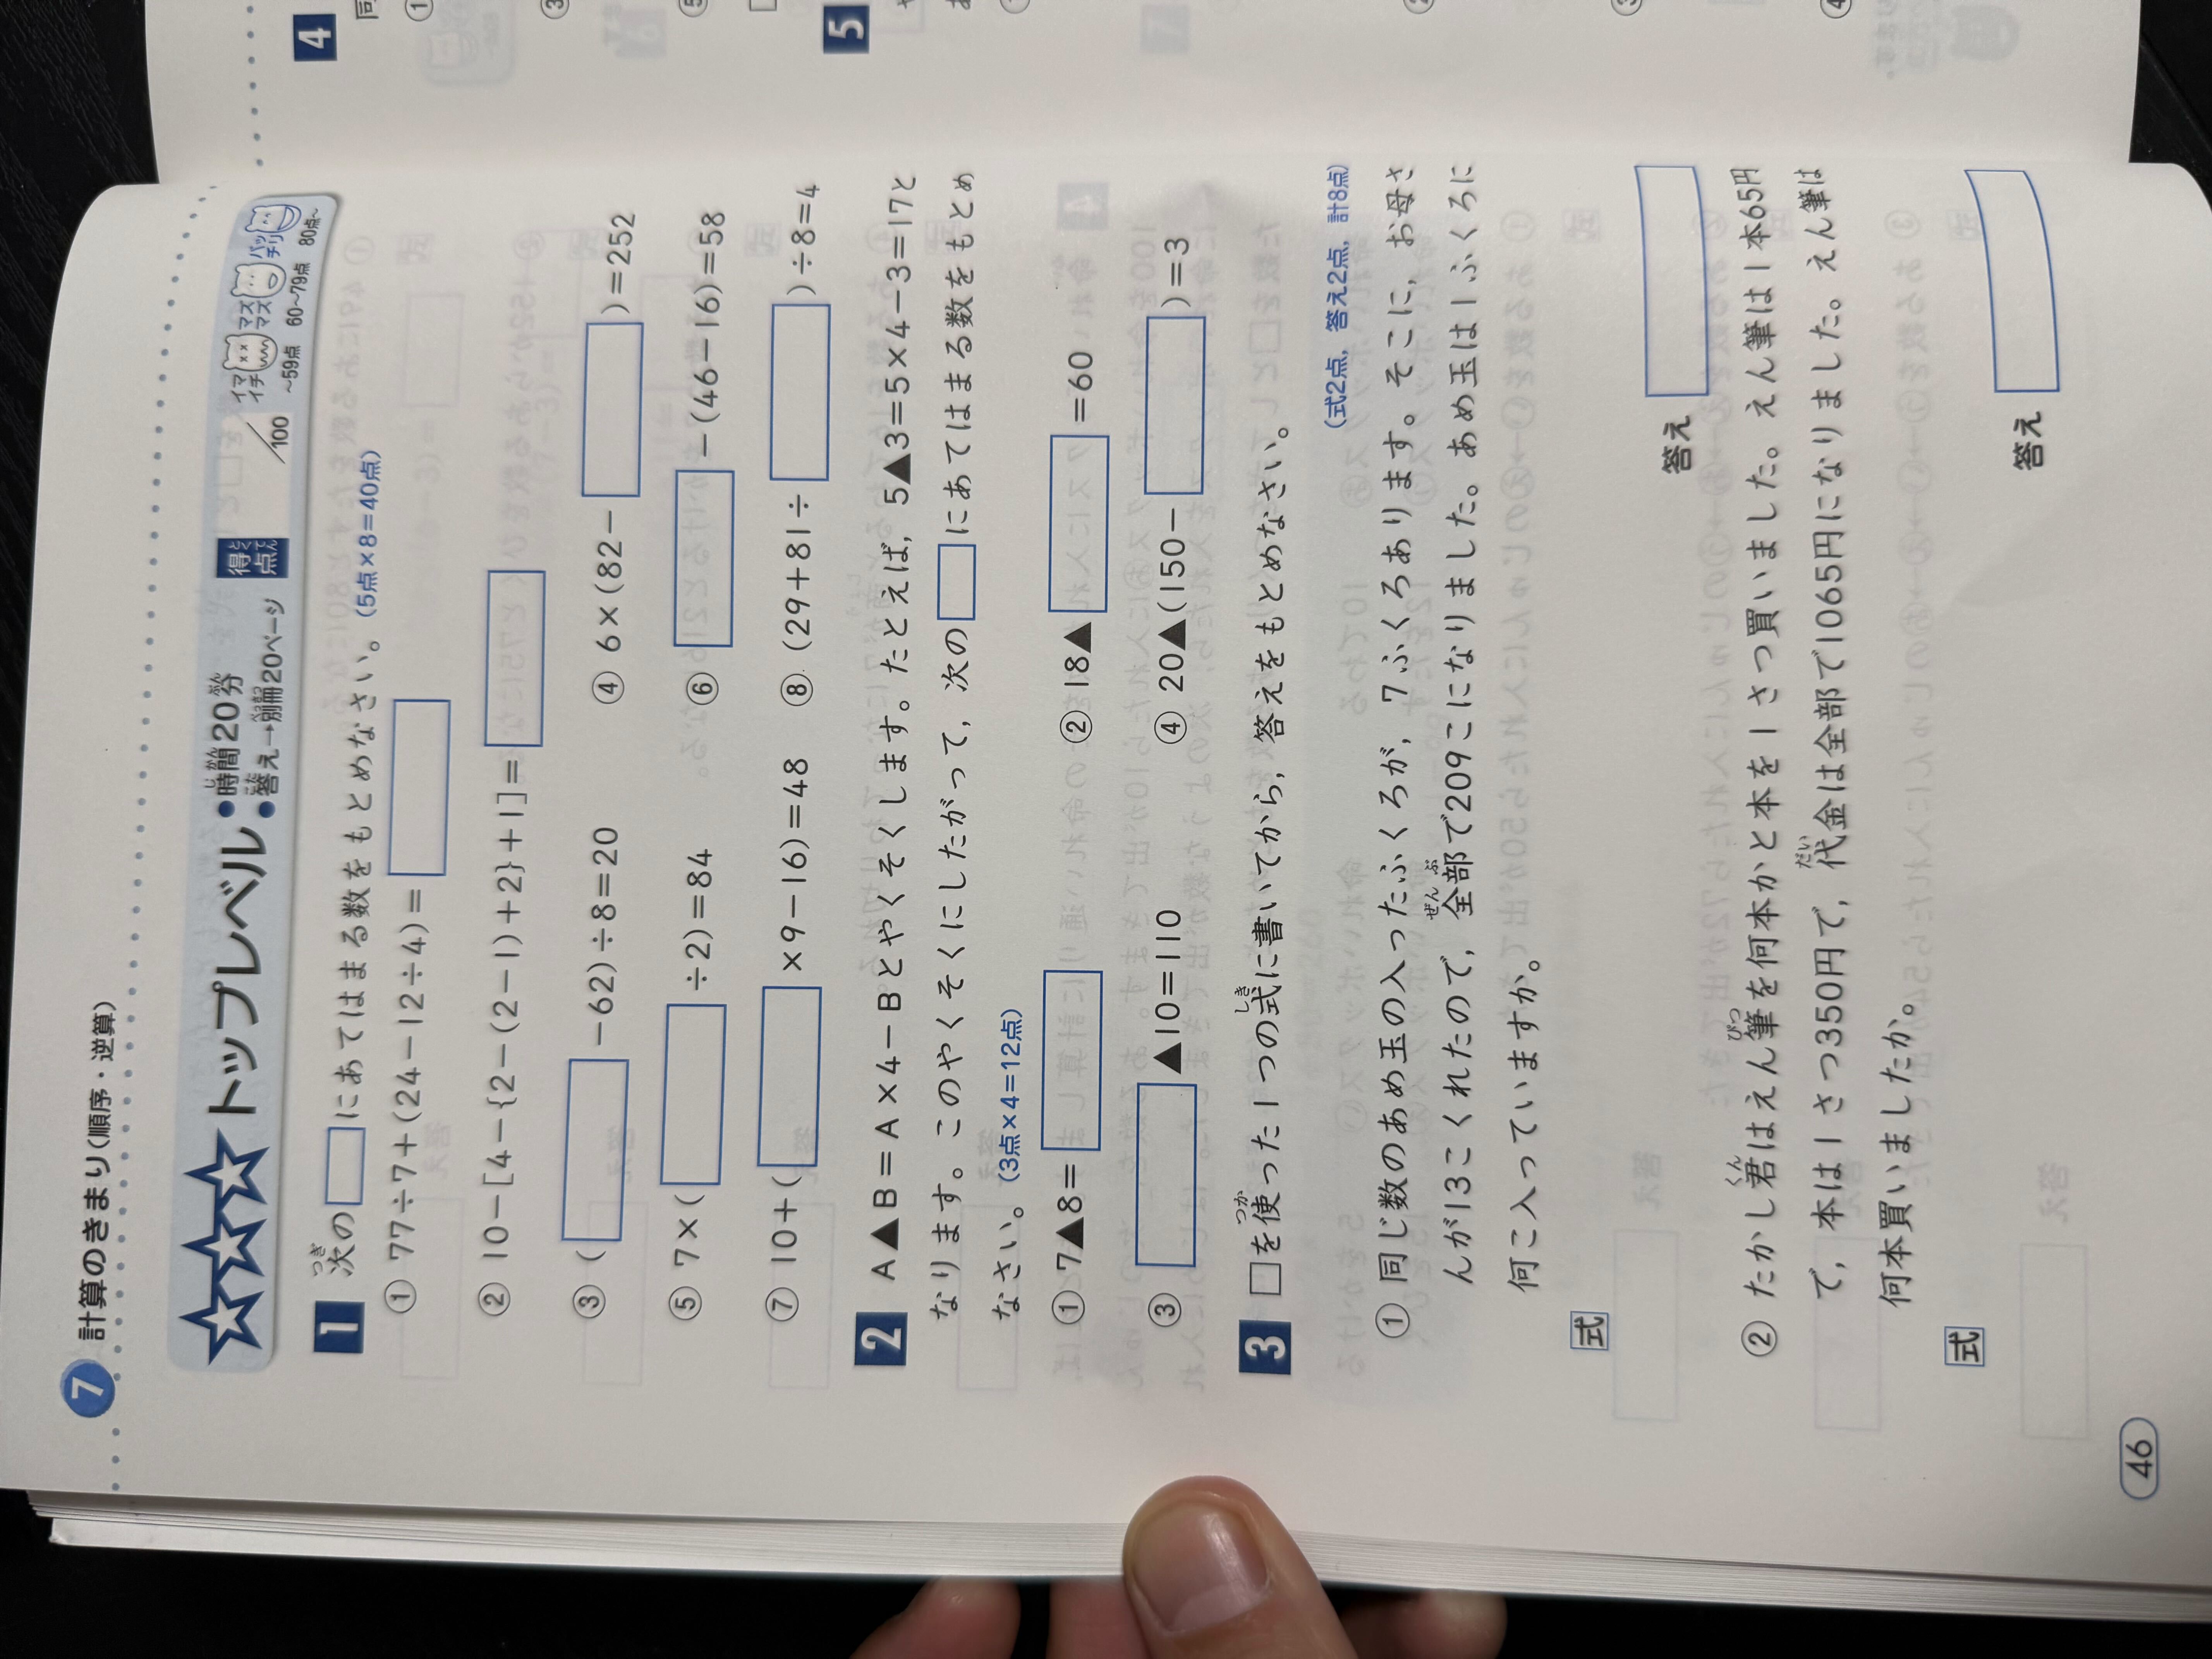 7 計算のきまり(順序・逆算)
トップレベル
●時間20分
●答え→別冊20ページ
得点
/100
イマイチ
~59点
マスマス
60~79点
バッチリ
80点~
1 次の□にあてはまる数をもとめなさい。(5点×8=40点)
① 77÷7+(24-12÷4)=□
② 10-[4-{2-(2-1)+2}+1]=□
③ (□-62)÷8=20 ④ 6×(82-□)=252
⑤ 7×(□÷2)=84 ⑥ □-(46-16)=58
⑦ 10+(□×9-16)=48 ⑧ (29+81÷□)÷8=4
2 A▲B=A×4-Bとやくそくします。たとえば, 5▲3=5×4-3=17と
なります。このやくそくにしたがって, 次の□にあてはまる数をもとめ
なさい。(3点×4=12点)
① 7▲8=□ ② 18▲□=60
③ □▲10=110 ④ 20▲(150-□)=3
3 □を使った1つの式に書いてから, 答えをもとめなさい。
(式2点, 答え2点, 計8点)
① 同じ数のあめ玉の入ったふくろが, 7ふくろあります。そこに, お母さ
んが13こくれたので, 全部で209こになりました。あめ玉は1ふくろに
何こ入っていますか。
式
答え
② たかし君はえん筆を何本かと本を1さつ買いました。えん筆は1本65円
で, 本は1さつ350円で, 代金は全部で1065円になりました。えん筆は
何本買いましたか。
式
答え
46
4
5